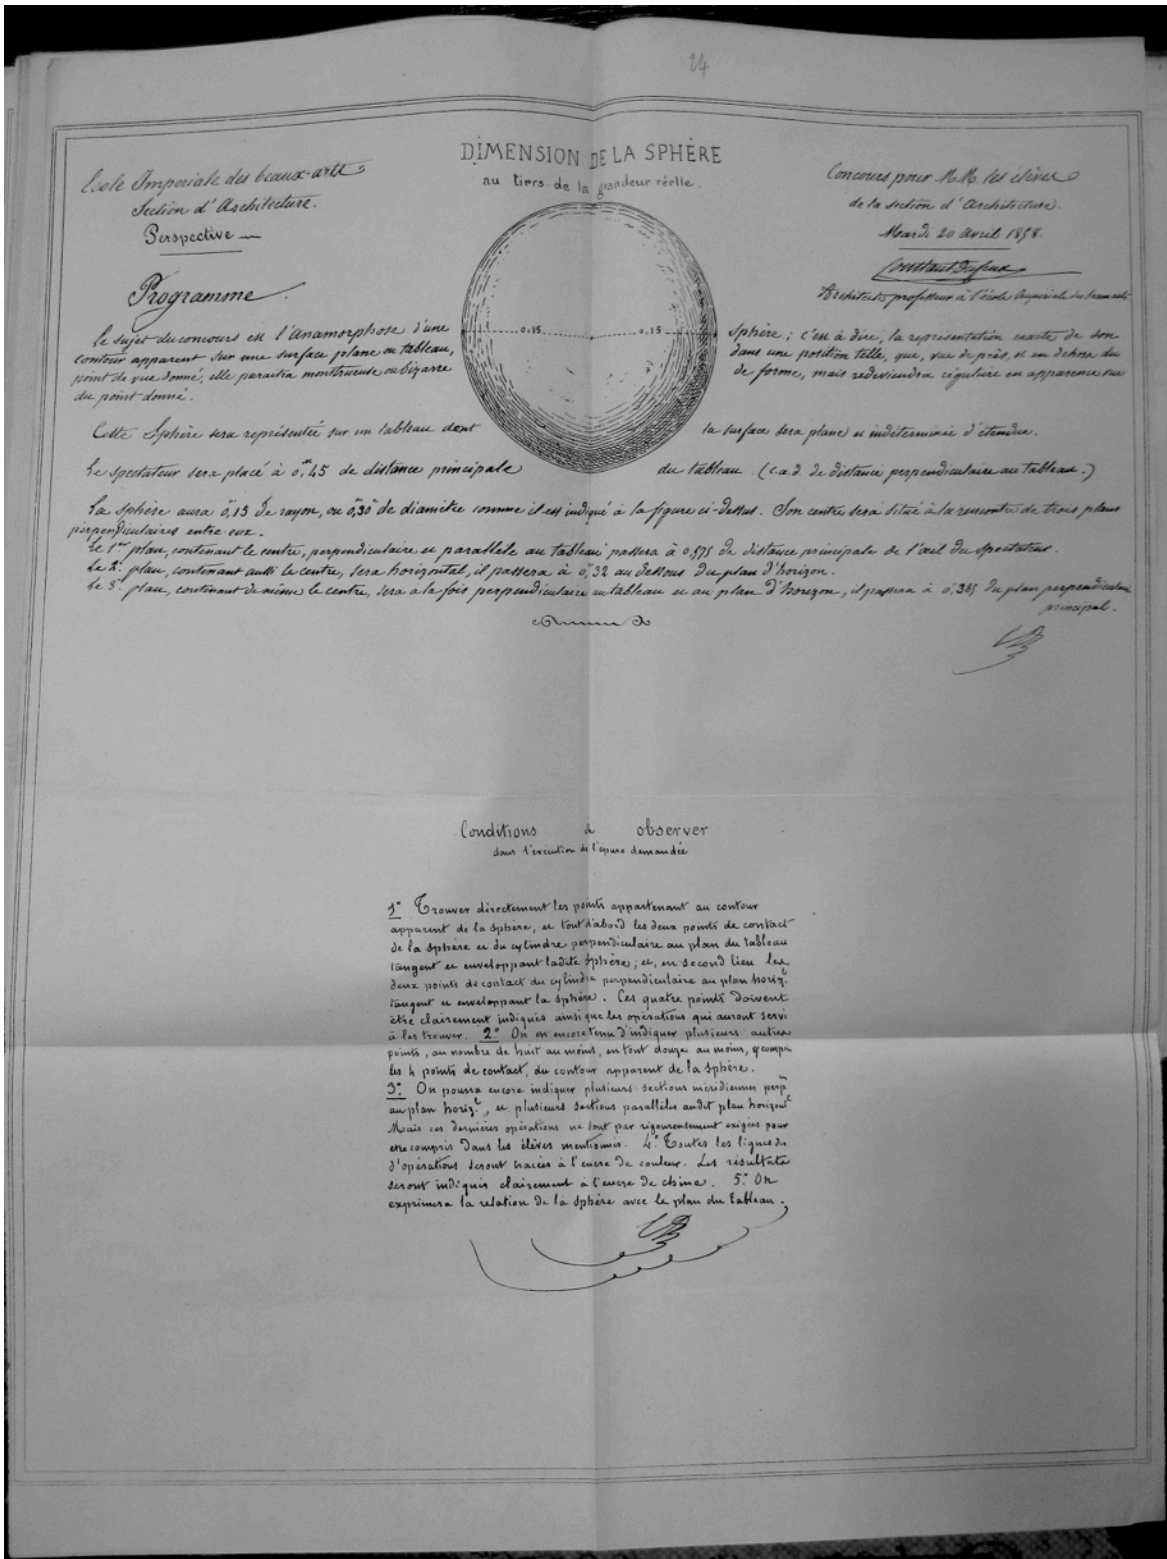 24
DIMENSION DE LA SPHÈRE
au tiers de la grandeur réelle.
Ecole Impériale des beaux-arts
Section d'Architecture.
Perspective
Concours pour M.M. les élèves
de la section d'Architecture.
Mardi 20 avril 1858.
Constant Dufeux
Architecte professeur à l'école Impériale des beaux arts
Programme.
0,15 0,15
Le sujet du concours est l'Anamorphose d'une sphère ; c'est à dire, la représentation exacte de son
contour apparent sur une surface plane ou tableau, dans une position telle, que, vue de près, et en dehors du
point de vue donné, elle paraitra monstrueuse ou bizarre de forme, mais redeviendra régulière en apparence vue
du point donné.
Cette Sphère sera représentée sur un tableau dont la surface sera plane et indéterminée d'étendue.
Le spectateur sera placé à 0,m45 de distance principale du tableau. (c.a.d. de distance perpendiculaire au tableau.)
La sphère aura 0,m15 de rayon, ou 0,m30 de diamètre comme il est indiqué à la figure ci-dessus. Son centre sera situé à la rencontre de trois plans
perpendiculaires entre eux.
Le 1er plan, contenant le centre, perpendiculaire et parallèle au tableau passera à 0,575 de distance principale de l'œil du spectateur.
Le 2e. plan, contenant aussi le centre, sera horizontal, il passera à 0,m32 au dessous du plan d'horizon.
Le 3e. plan, contenant de même le centre, sera à la fois perpendiculaire au tableau et au plan d'horizon, il passera à 0,m385 du plan perpendiculaire
principal.
Conditions à observer
dans l'exécution de l'épure demandée
1° Trouver directement les points appartenant au contour
apparent de la sphère, et tout d'abord les deux points de contact
de la sphère et du cylindre perpendiculaire au plan du tableau
tangent et enveloppant ladite sphère ; et, en second lieu les
deux points de contact du cylindre perpendiculaire au plan horiz.l
tangent et enveloppant la sphère. Ces quatre points doivent
être clairement indiqués ainsi que les opérations qui auront servi
à les trouver. 2° On est encore tenu d'indiquer plusieurs autres
points, au nombre de huit au moins, en tout douze au moins, y compris
les 4 points de contact, du contour apparent de la sphère.
3° On pourra encore indiquer plusieurs sections méridiennes perp.
au plan horiz.l, et plusieurs sections parallèles audit plan horizont.l
Mais ces dernières opérations ne sont pas rigoureusement exigées pour
être compris dans les élèves mentionnés. 4° Toutes les lignes
d'opérations seront tracées à l'encre de couleur. Les résultats
seront indiqués clairement à l'encre de chine. 5° On
exprimera la relation de la sphère avec le plan du tableau.